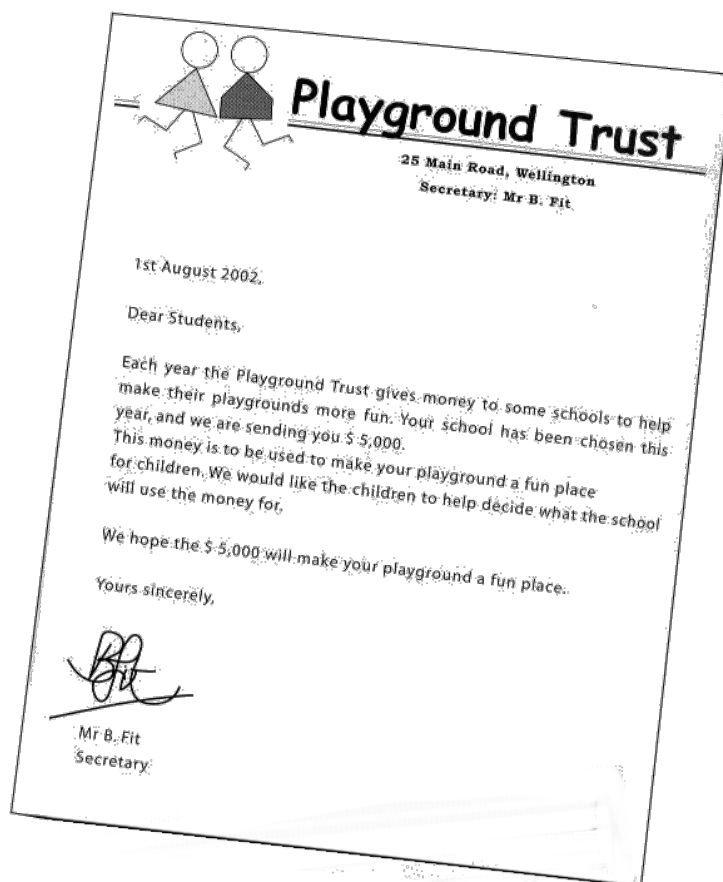 Playground Trust
25 Main Road, Wellington
Secretary: Mr B. Fit
1st August 2002,
Dear Students,
Each year the Playground Trust gives money to some schools to help
make their playgrounds more fun. Your school has been chosen this
year, and we are sending you $ 5,000.
This money is to be used to make your playground a fun place
for children. We would like the children to help decide what the school
will use the money for.
We hope the $ 5,000 will make your playground a fun place.
Yours sincerely,
B Fit
Mr B. Fit
Secretary